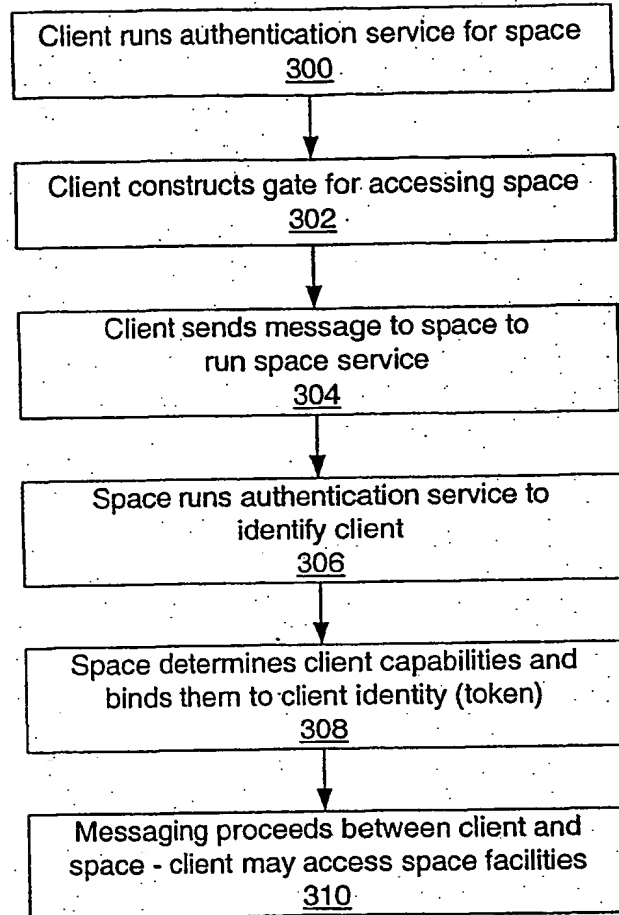 Client runs authentication service for space
300
Client constructs gate for accessing space
302
Client sends message to space to
run space service
304
Space runs authentication service to
identify client
306
Space determines client capabilities and
binds them to client identity (token)
308
Messaging proceeds between client and
space - client may access space facilities
310